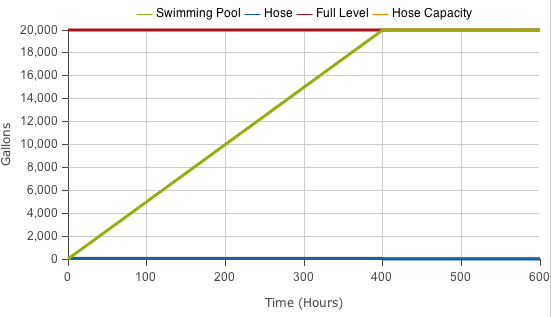 Swimming Pool Hose Full Level Hose Capacity
20,000
18,000
16,000
14,000
12,000
10,000
8,000
6,000
4,000
2,000
0
Gallons
0 100 200 300 400 500 600
Time (Hours)